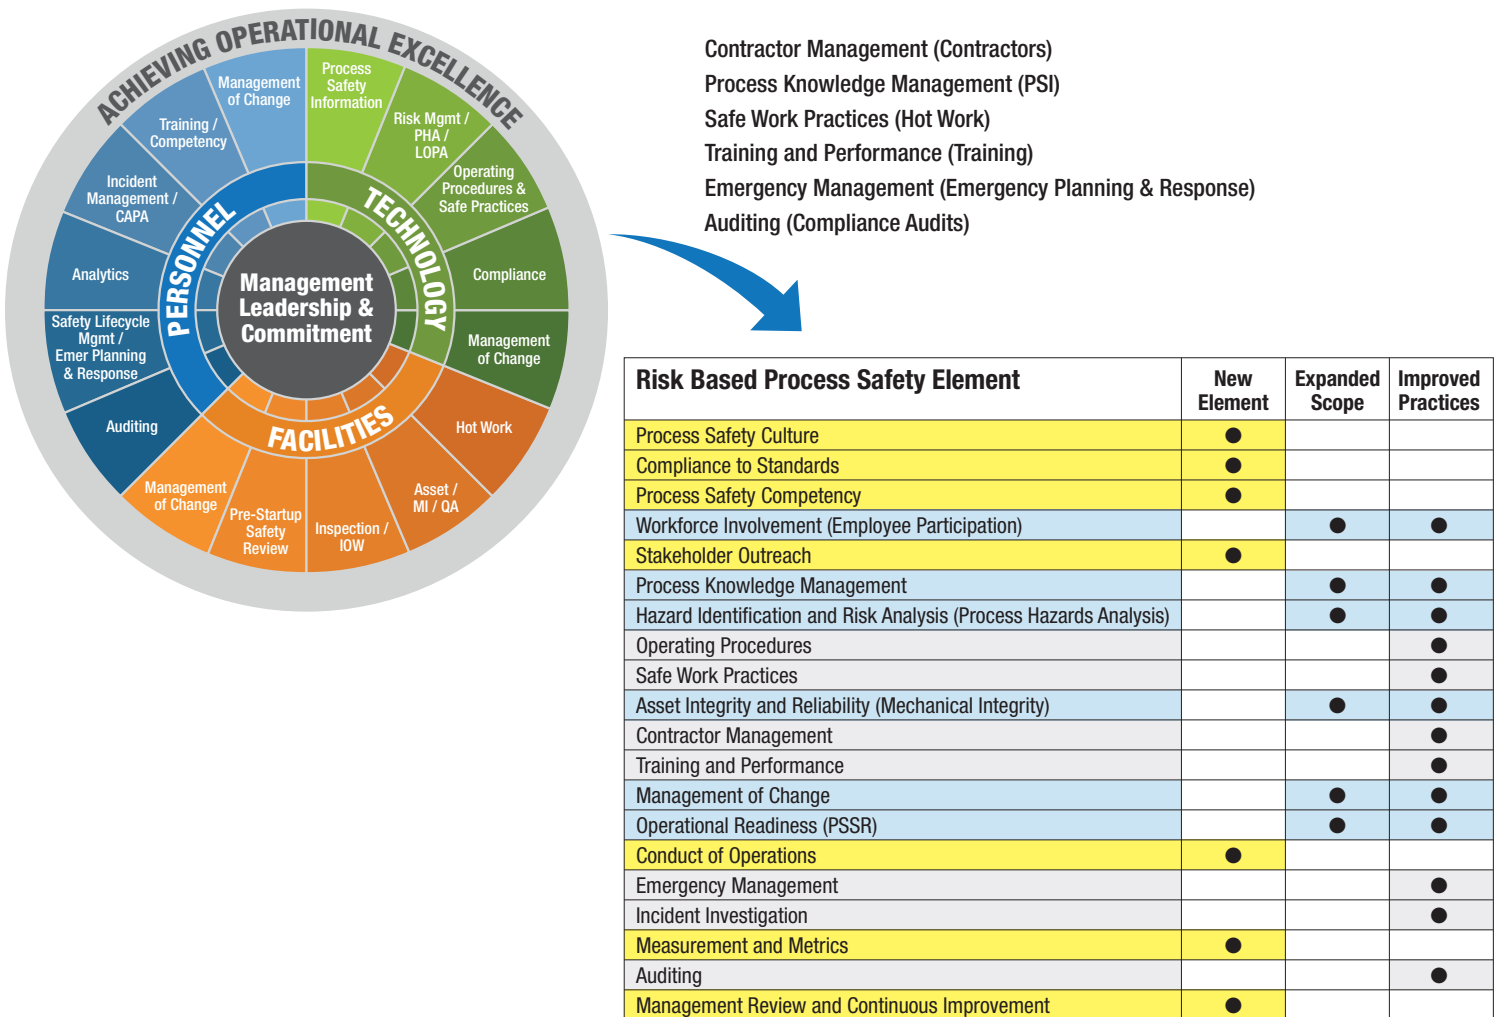 ACHIEVING OPERATIONAL EXCELLENCE
Management
of Change
Process
Safety
Information
Risk Mgmt /
PHA /
LOPA
Operating
Procedures &
Safe Practices
Compliance
Management
of Change
TECHNOLOGY
Hot Work
Asset /
MI / QA
Inspection /
IOW
Pre-Startup
Safety
Review
Management
of Change
FACILITIES
Auditing
Safety Lifecycle
Mgmt /
Emer Planning
& Response
Analytics
Incident
Management /
CAPA
Training /
Competency
PERSONNEL
Management
Leadership &
Commitment
Contractor Management (Contractors)
Process Knowledge Management (PSI)
Safe Work Practices (Hot Work)
Training and Performance (Training)
Emergency Management (Emergency Planning & Response)
Auditing (Compliance Audits)
Risk Based Process Safety Element
New
Element
Expanded
Scope
Improved
Practices
Process Safety Culture
Compliance to Standards
Process Safety Competency
Workforce Involvement (Employee Participation)
Stakeholder Outreach
Process Knowledge Management
Hazard Identification and Risk Analysis (Process Hazards Analysis)
Operating Procedures
Safe Work Practices
Asset Integrity and Reliability (Mechanical Integrity)
Contractor Management
Training and Performance
Management of Change
Operational Readiness (PSSR)
Conduct of Operations
Emergency Management
Incident Investigation
Measurement and Metrics
Auditing
Management Review and Continuous Improvement